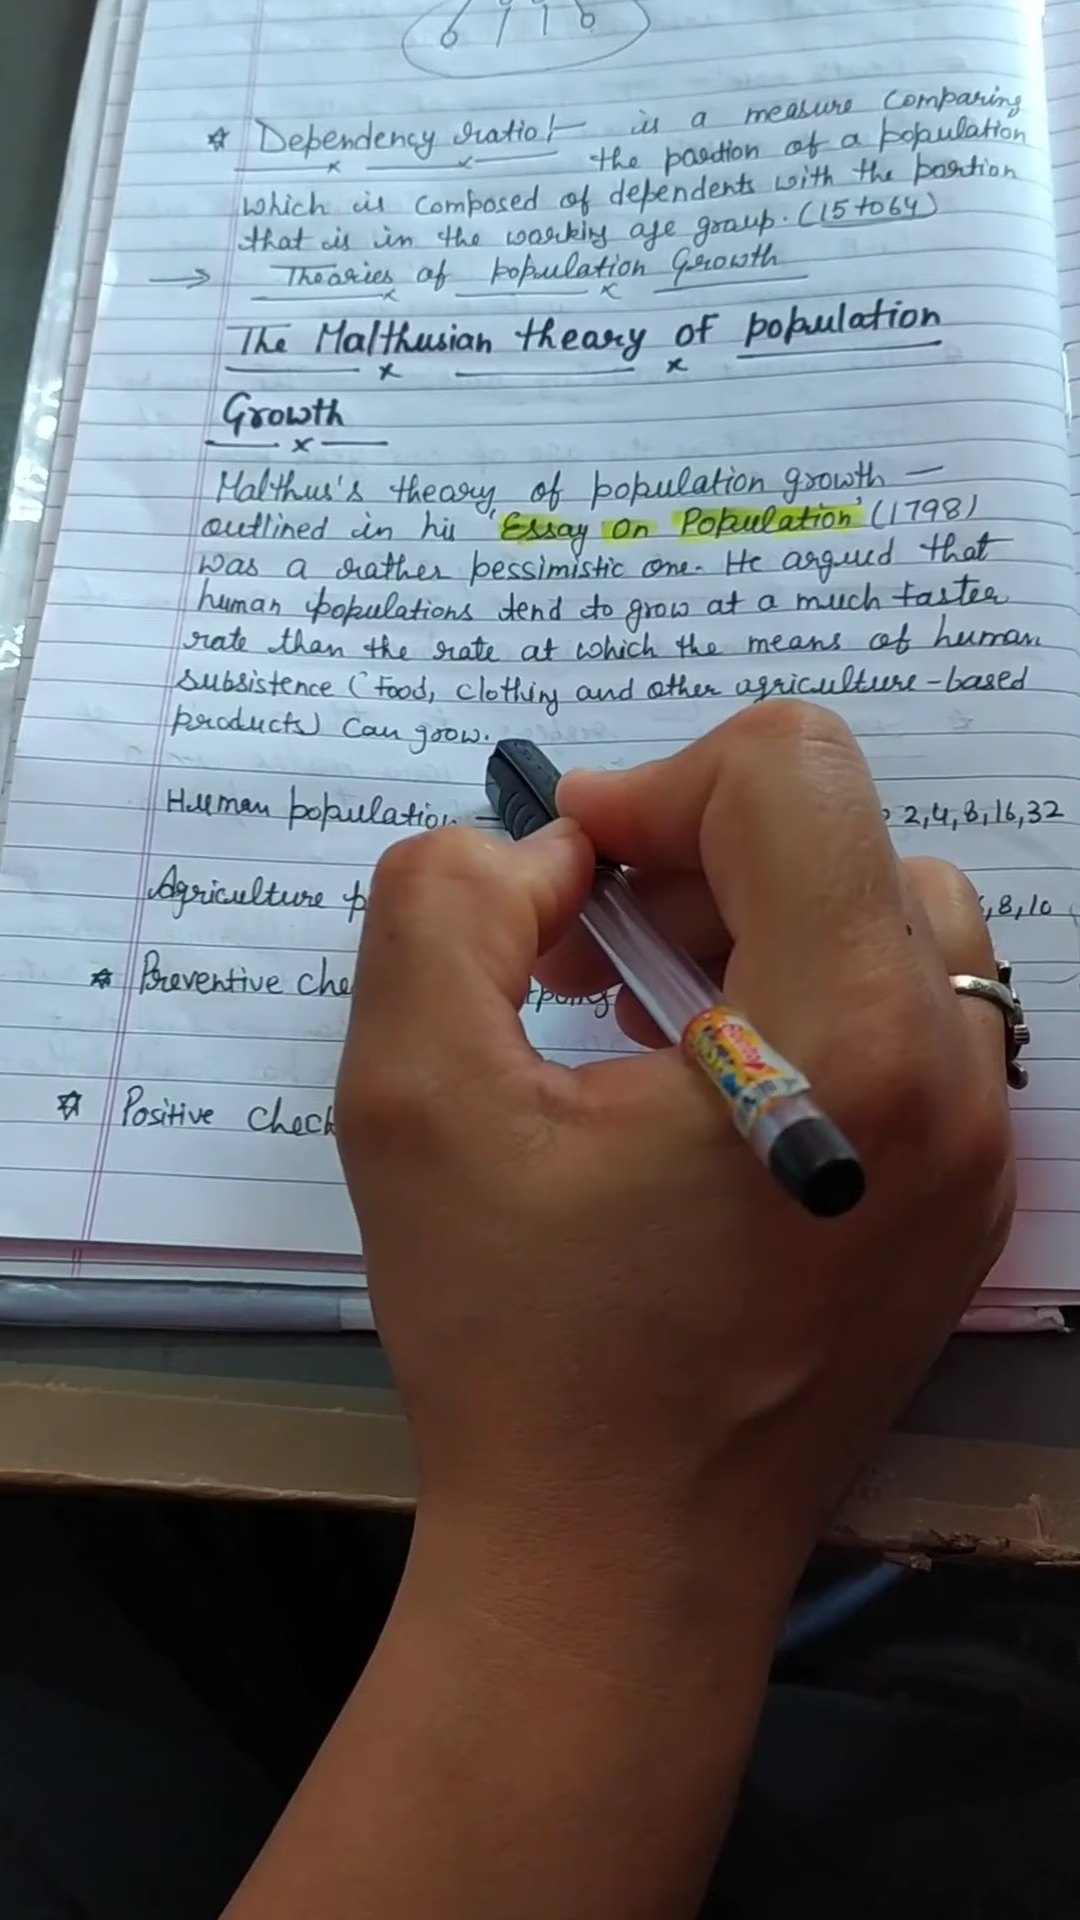 ☆ Dependency ratio :- is a measure comparing
the portion of a population
which is composed of dependents with the portion
that is in the working age group. (15 to 64)
→ Theories of population Growth
The Malthusian theory of population
Growth
Malthus's theory of population growth —
outlined in his 'Essay on Population' (1798)
was a rather pessimistic one. He argued that
human populations tend to grow at a much faster
rate than the rate at which the means of human
subsistence (food, clothing and other agriculture-based
products) can grow.
Human population 2,4,8,16,32
Agriculture 8,10
☆ Preventive
☆ Positive Check